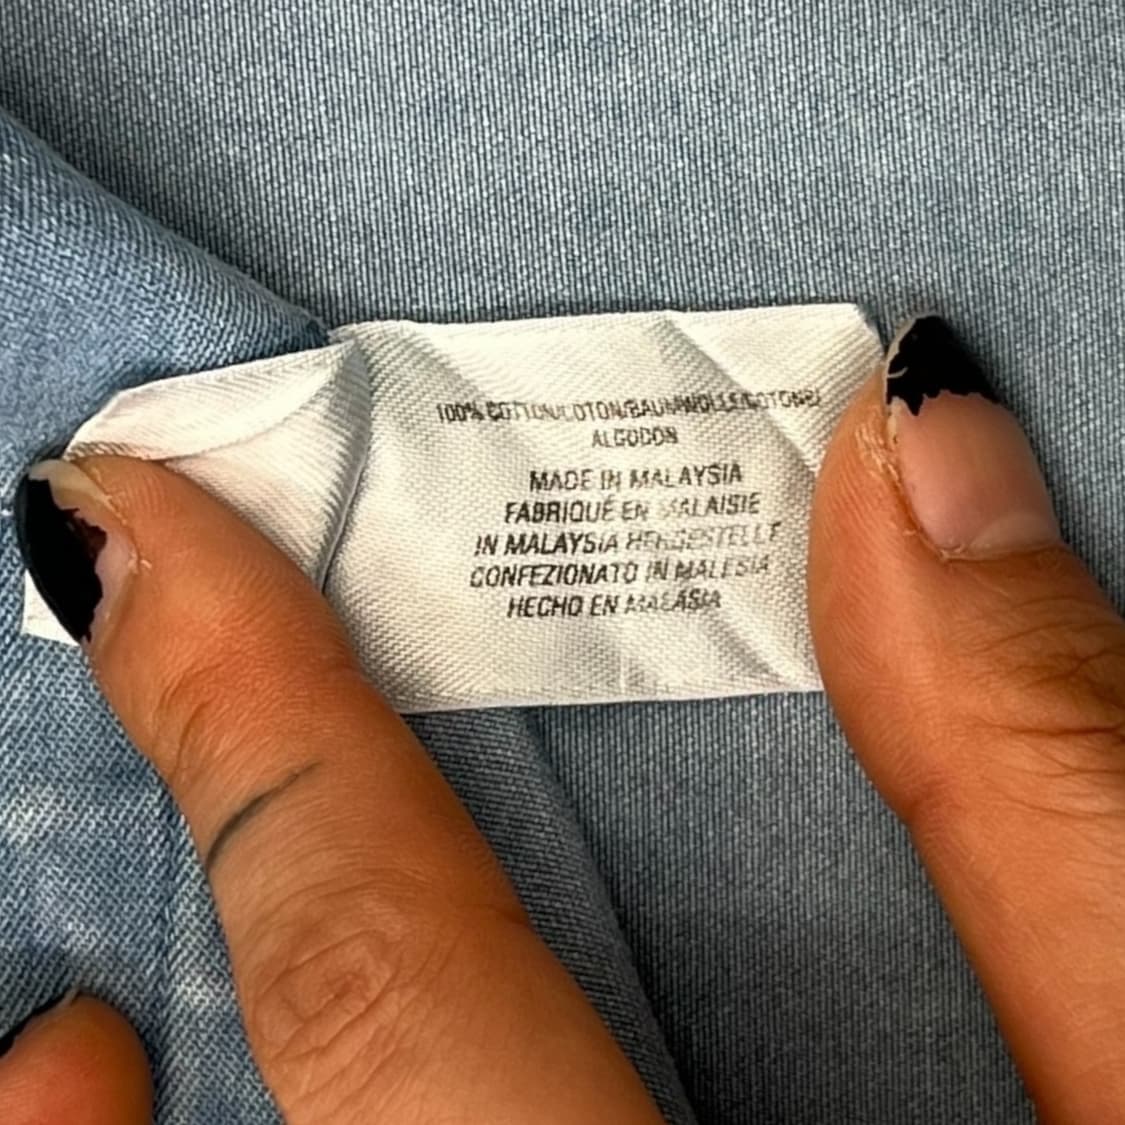 100% COTTON/COTON/BAUMWOLLE/COTONE/
ALGODON
MADE IN MALAYSIA
FABRIQUÉ EN MALAISIE
IN MALAYSIA HERGESTELLT
CONFEZIONATO IN MALESIA
HECHO EN MALASIA